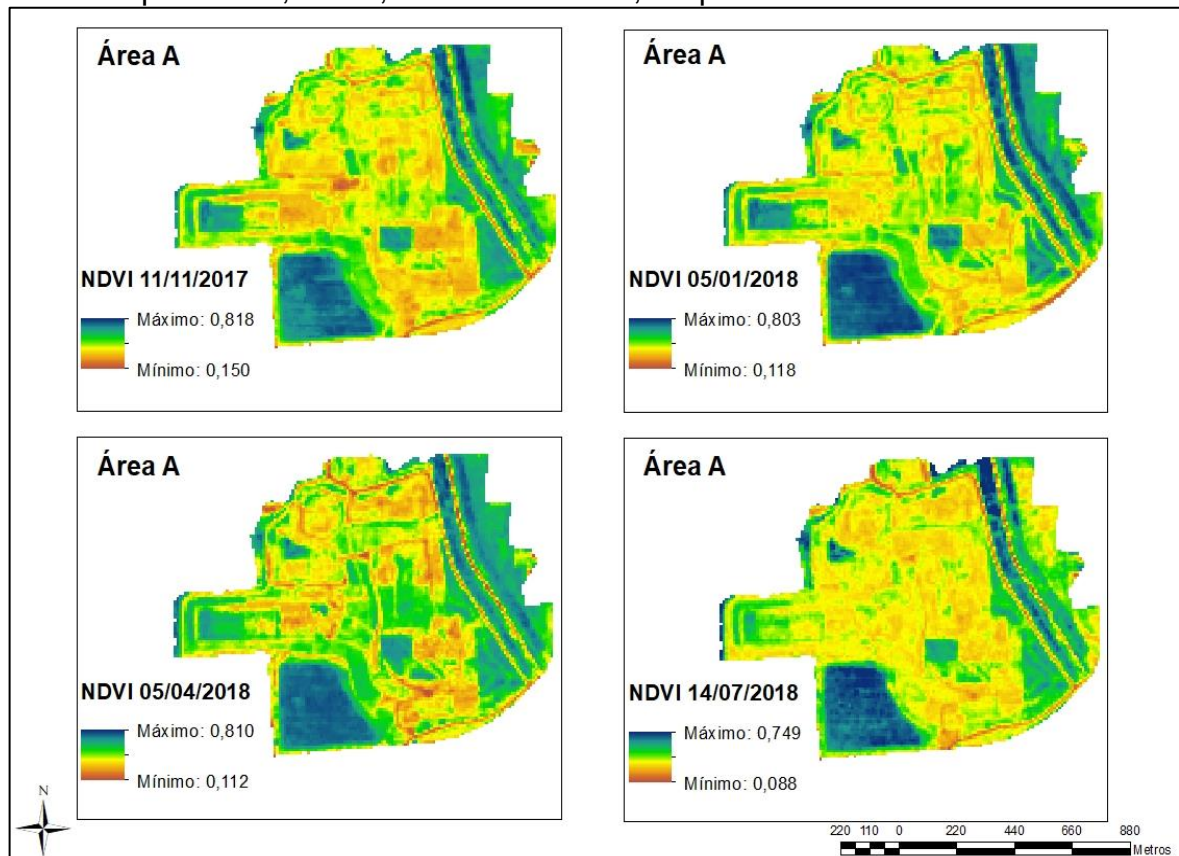 Área A
NDVI 11/11/2017
Máximo: 0,818
Mínimo: 0,150
Área A
NDVI 05/01/2018
Máximo: 0,803
Mínimo: 0,118
Área A
NDVI 05/04/2018
Máximo: 0,810
Mínimo: 0,112
Área A
NDVI 14/07/2018
Máximo: 0,749
Mínimo: 0,088
N
220 110 0 220 440 660 880
Metros